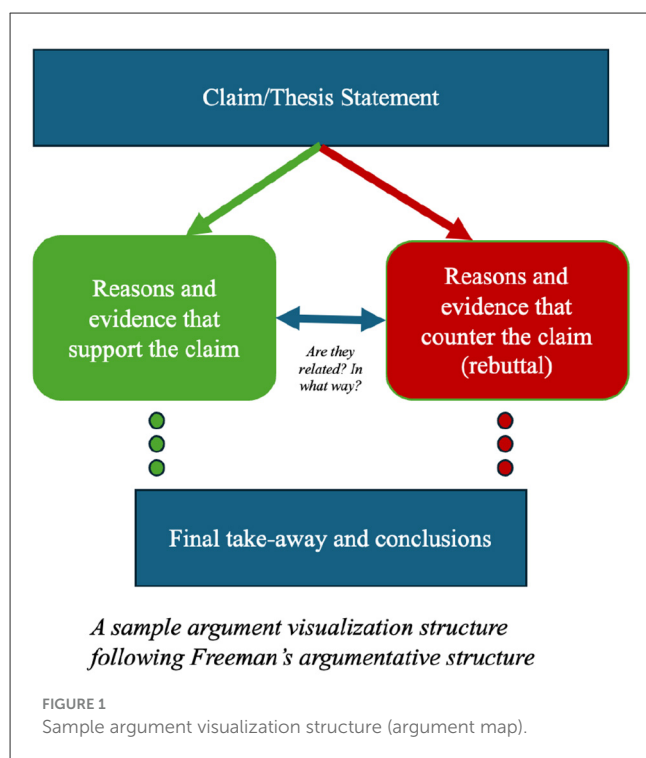 Claim/Thesis Statement
Reasons and
evidence that
support the claim
Are they
related? In
what way?
Reasons and
evidence that
counter the claim
(rebuttal)
Final take-away and conclusions
A sample argument visualization structure
following Freeman's argumentative structure
FIGURE 1
Sample argument visualization structure (argument map).